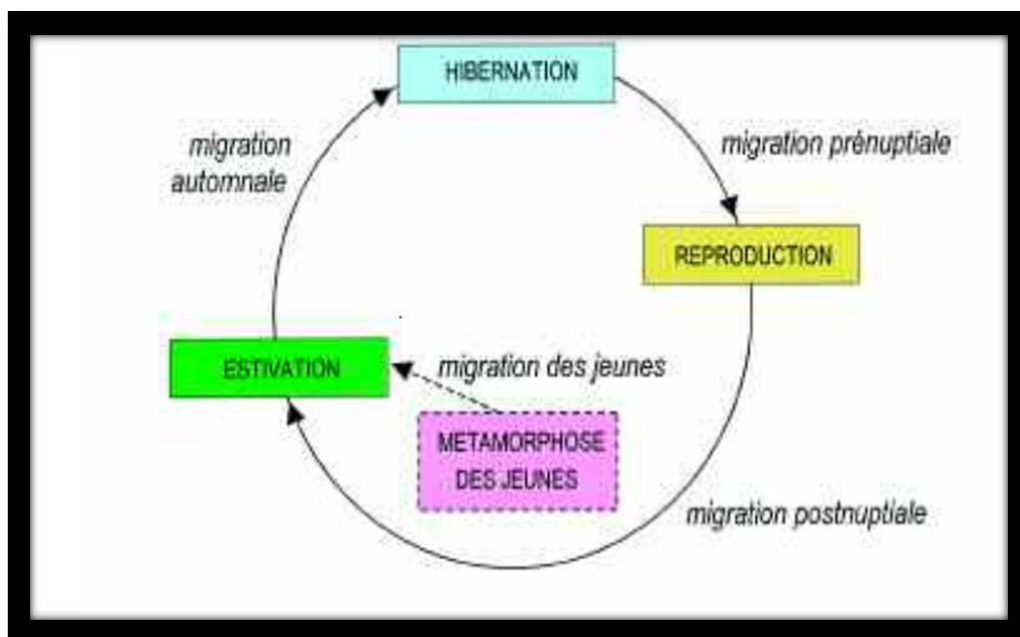 HIBERNATION
migration prénuptiale
migration
automnale
REPRODUCTION
ESTIVATION
migration des jeunes
METAMORPHOSE
DES JEUNES
migration postnuptiale